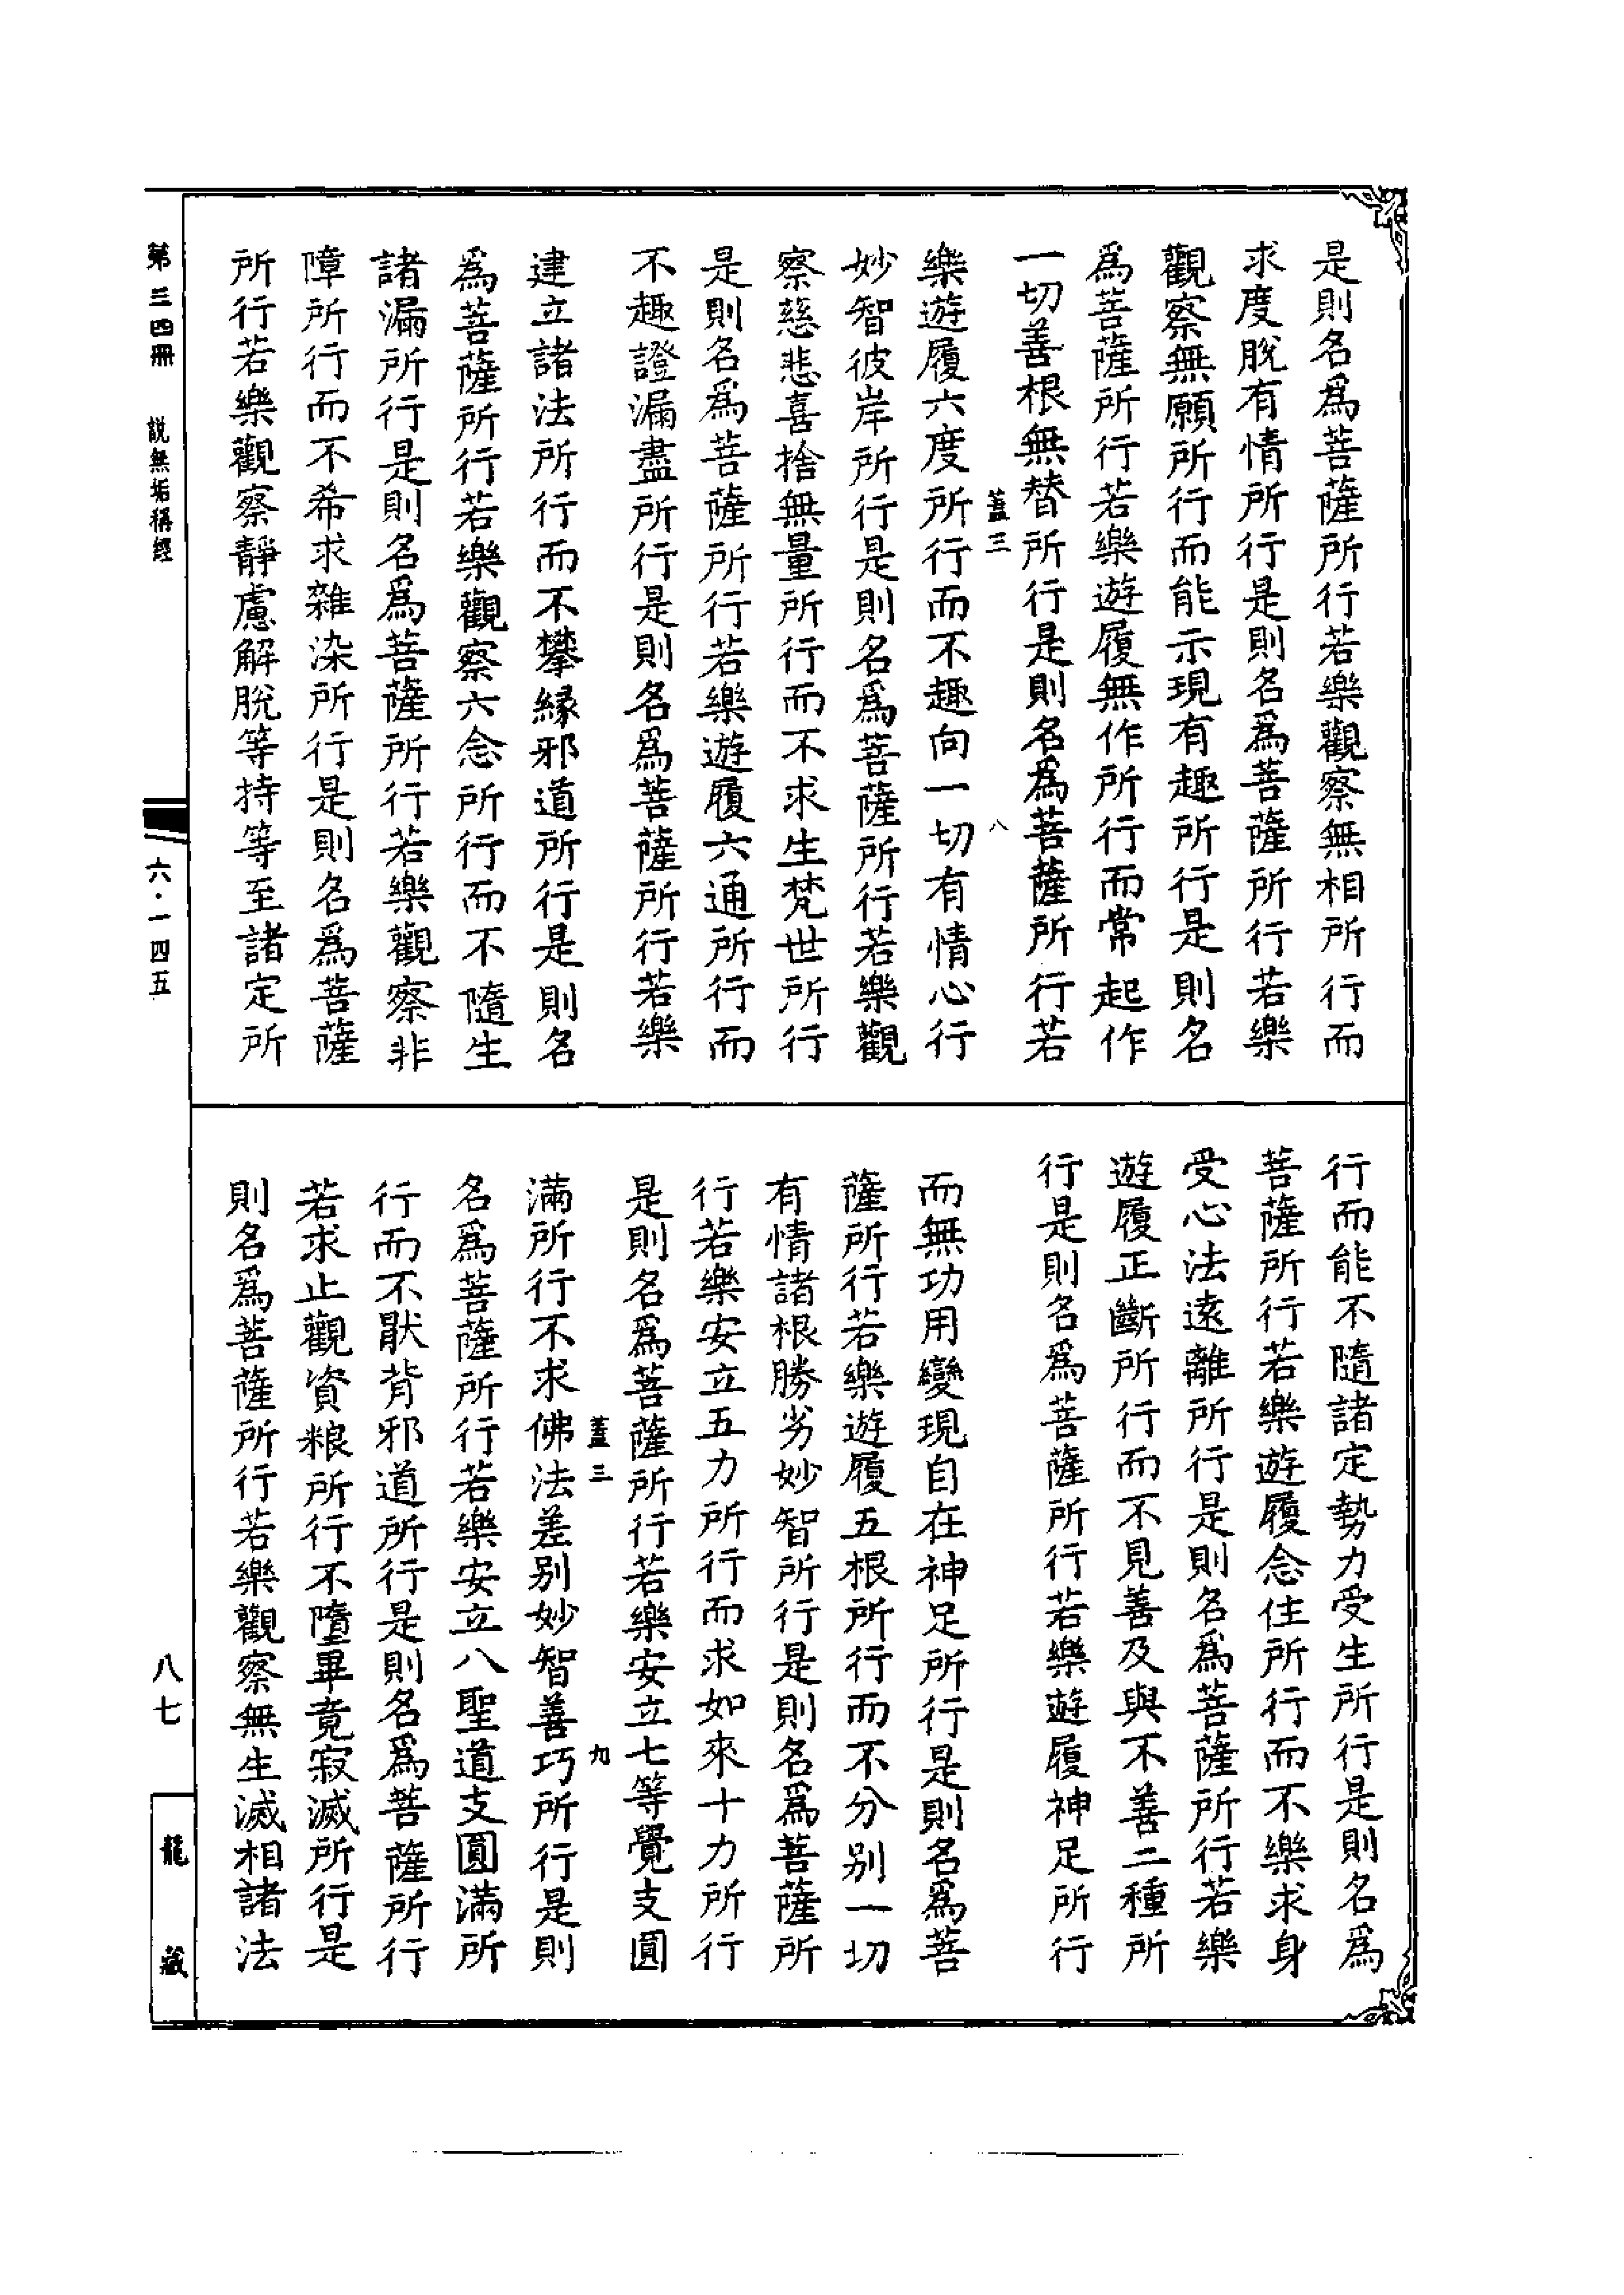 是則名爲菩薩所行若樂觀察無相所行而
求度脫有情所行是則名爲菩薩所行若樂
觀察無願所行而能示現有趣所行是則名
爲菩薩所行若樂遊履無作所行而常起作
一切善根無替所行是則名爲菩薩所行若
蓋三 八
樂遊履六度所行而不趣向一切有情心行
妙智彼岸所行是則名爲菩薩所行若樂觀
察慈悲喜捨無量所行而不求生梵世所行
是則名爲菩薩所行若樂遊履六通所行而
不趣證漏盡所行是則名爲菩薩所行若樂
建立諸法所行而不攀緣邪道所行是則名
爲菩薩所行若樂觀察六念所行而不隨生
諸漏所行是則名爲菩薩所行若樂觀察非
障所行而不希求雜染所行是則名爲菩薩
所行若樂觀察靜慮解脫等持等至諸定所
行而能不隨諸定勢力受生所行是則名爲
菩薩所行若樂遊履念住所行而不樂求身
受心法遠離所行是則名爲菩薩所行若樂
遊履正斷所行而不見善及與不善二種所
行是則名爲菩薩所行若樂遊履神足所行
而無功用變現自在神足所行是則名爲菩
薩所行若樂遊履五根所行而不分别一切
有情諸根勝劣妙智所行是則名爲菩薩所
行若樂安立五力所行而求如來十力所行
是則名爲菩薩所行若樂安立七等覺支圓
蓋三 九
滿所行不求佛法差别妙智善巧所行是則
名爲菩薩所行若樂安立八聖道支圓滿所
行而不厭背邪道所行是則名爲菩薩所行
若求止觀資粮所行不墮畢竟寂滅所行是
則名爲菩薩所行若樂觀察無生滅相諸法
第三四冊 説無垢稱經
六·一四五
八七
龍藏